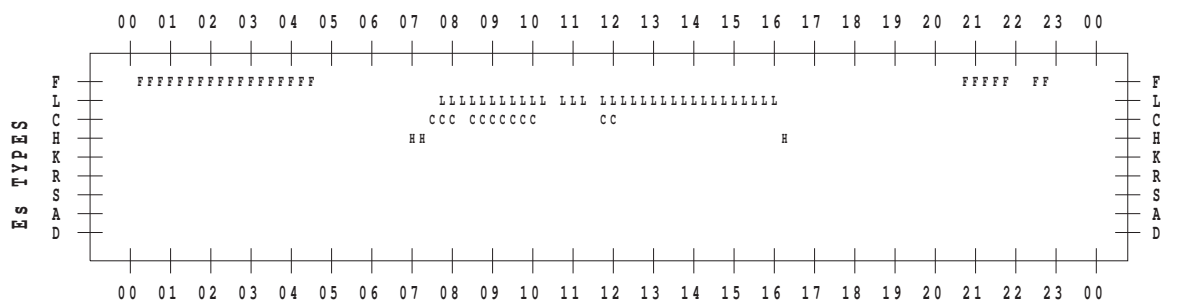 00 01 02 03 04 05 06 07 08 09 10 11 12 13 14 15 16 17 18 19 20 21 22 23 00
F FFFFFFFFFFFFFFFFFF FFFFF FF F
L LLLLLLLLLLL LLL LLLLLLLLLLLLLLLLLL L
C CCC CCCCCCC CC C
H HH H H
K K
R R
S S
A A
D D
Es TYPES
00 01 02 03 04 05 06 07 08 09 10 11 12 13 14 15 16 17 18 19 20 21 22 23 00